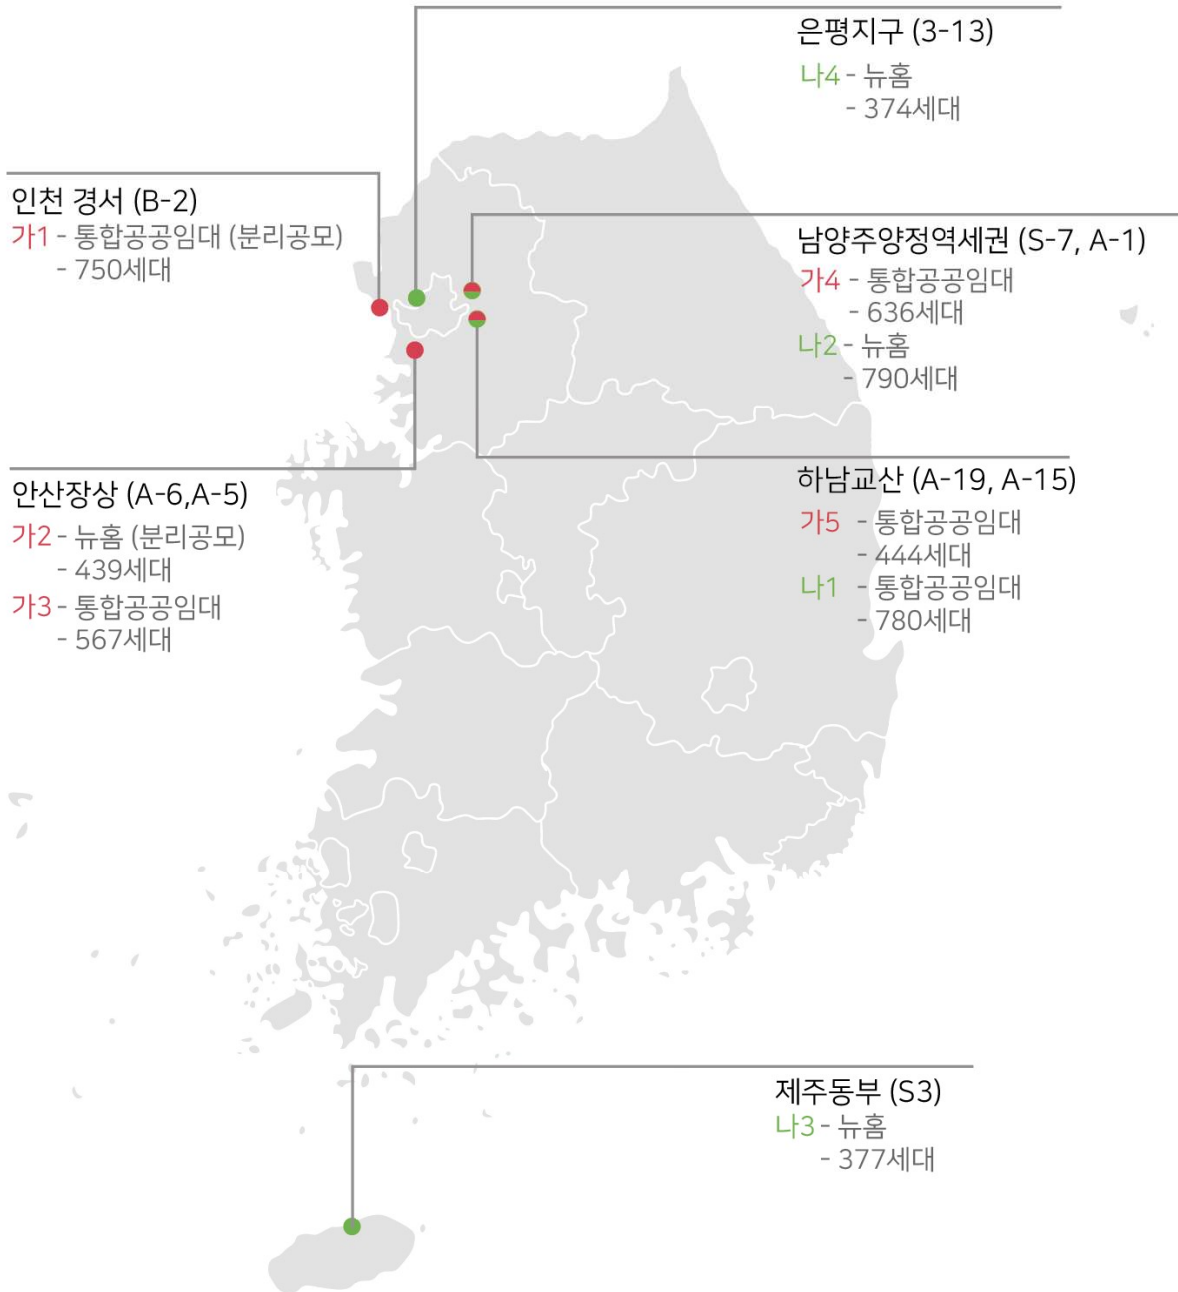 은평지구 (3-13)
나4 - 뉴홈
- 374세대
인천 경서 (B-2)
가1 - 통합공공임대 (분리공모)
- 750세대
남양주양정역세권 (S-7, A-1)
가4 - 통합공공임대
- 636세대
나2 - 뉴홈
- 790세대
안산장상 (A-6,A-5)
가2 - 뉴홈 (분리공모)
- 439세대
가3 - 통합공공임대
- 567세대
하남교산 (A-19, A-15)
가5 - 통합공공임대
- 444세대
나1 - 통합공공임대
- 780세대
제주동부 (S3)
나3 - 뉴홈
- 377세대